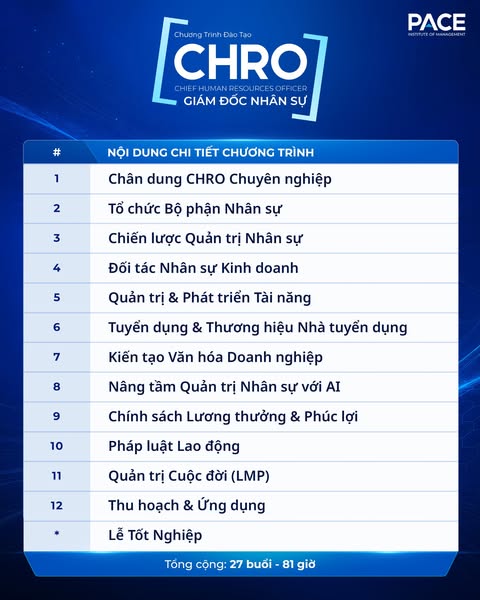 PACE
INSTITUTE OF MANAGEMENT
Chương Trình Đào Tạo
CHRO
CHIEF HUMAN RESOURCES OFFICER
GIÁM ĐỐC NHÂN SỰ
# NỘI DUNG CHI TIẾT CHƯƠNG TRÌNH
1 Chân dung CHRO Chuyên nghiệp
2 Tổ chức Bộ phận Nhân sự
3 Chiến lược Quản trị Nhân sự
4 Đối tác Nhân sự Kinh doanh
5 Quản trị & Phát triển Tài năng
6 Tuyển dụng & Thương hiệu Nhà tuyển dụng
7 Kiến tạo Văn hóa Doanh nghiệp
8 Nâng tầm Quản trị Nhân sự với AI
9 Chính sách Lương thưởng & Phúc lợi
10 Pháp luật Lao động
11 Quản trị Cuộc đời (LMP)
12 Thu hoạch & Ứng dụng
* Lễ Tốt Nghiệp
Tổng cộng: 27 buổi - 81 giờ